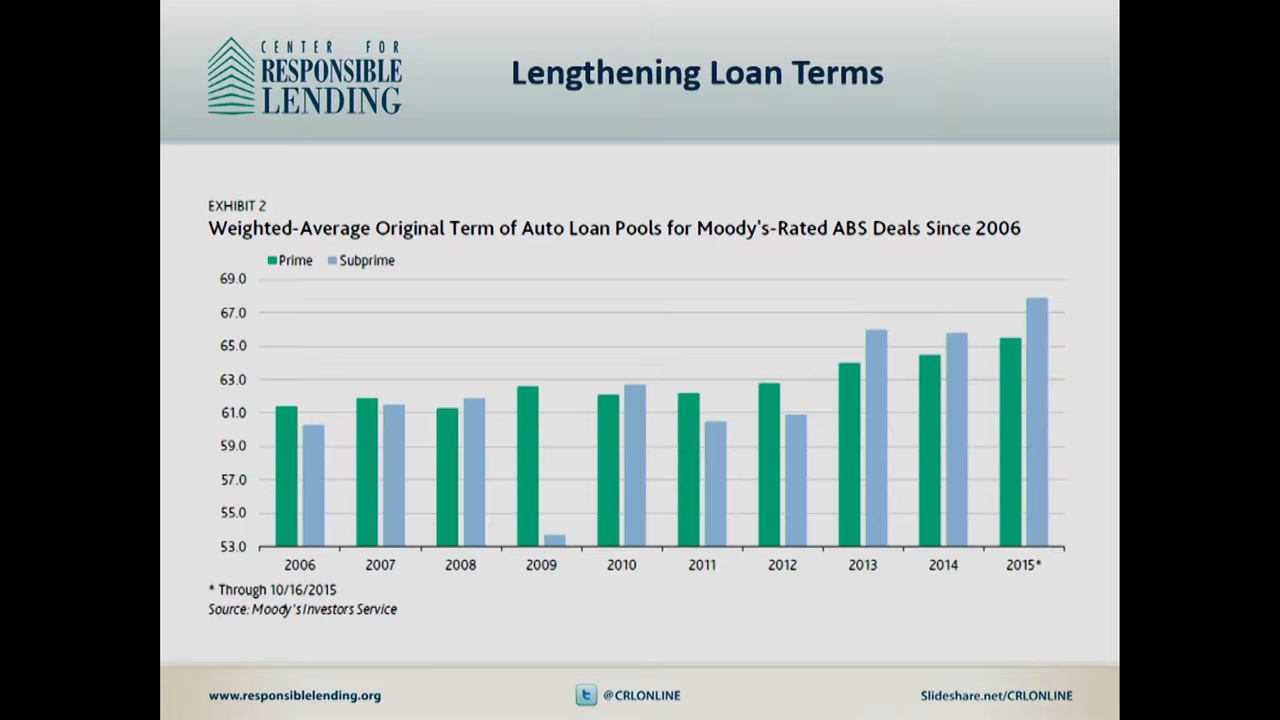 CENTER FOR
RESPONSIBLE
LENDING
Lengthening Loan Terms
EXHIBIT 2
Weighted-Average Original Term of Auto Loan Pools for Moody's-Rated ABS Deals Since 2006
Prime Subprime
69.0
67.0
65.0
63.0
61.0
59.0
57.0
55.0
53.0
2006 2007 2008 2009 2010 2011 2012 2013 2014 2015*
* Through 10/16/2015
Source: Moody's Investors Service
www.responsiblelending.org @CRLONLINE Slideshare.net/CRLONLINE